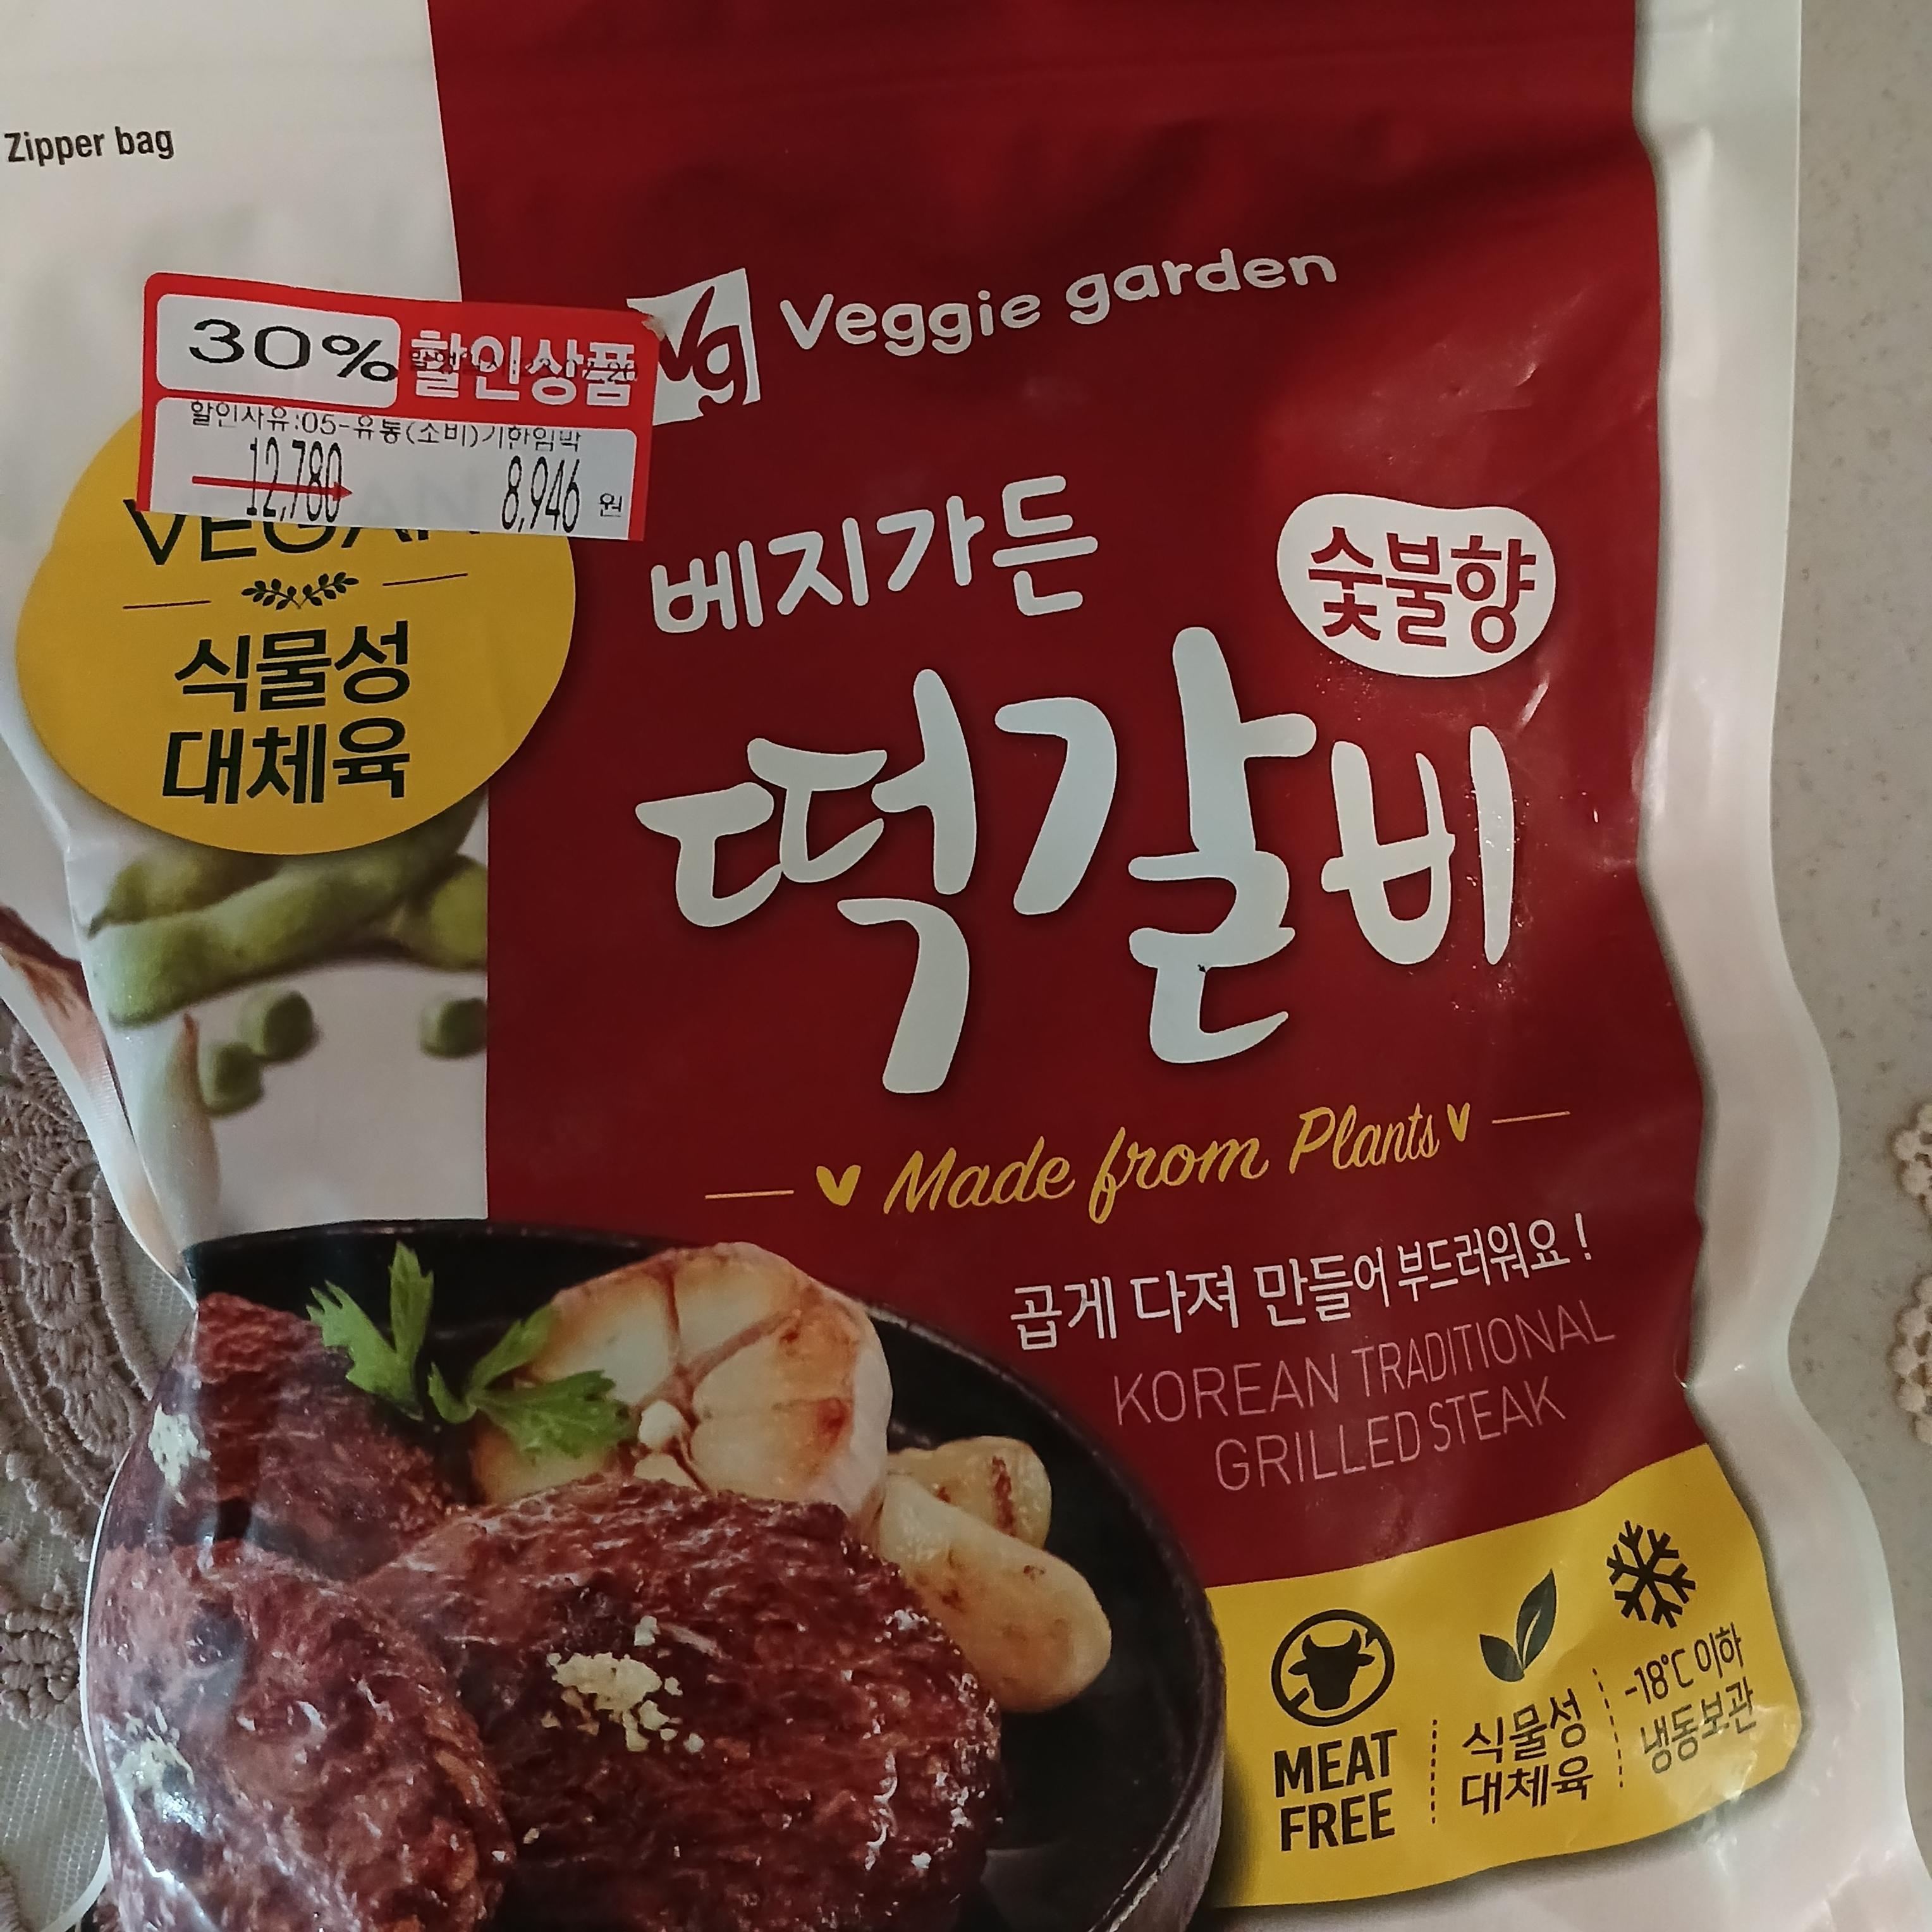 Zipper bag
Vg Veggie garden
30% 할인상품
할인사유:05-유통(소비)기한임박
12,780 8,946 원
VEGAN
식물성
대체육
베지가든
숯불향
떡갈비
Made from Plants
곱게 다져 만들어 부드러워요!
KOREAN TRADITIONAL
GRILLED STEAK
MEAT
FREE
식물성
대체육
-18°C 이하
냉동보관